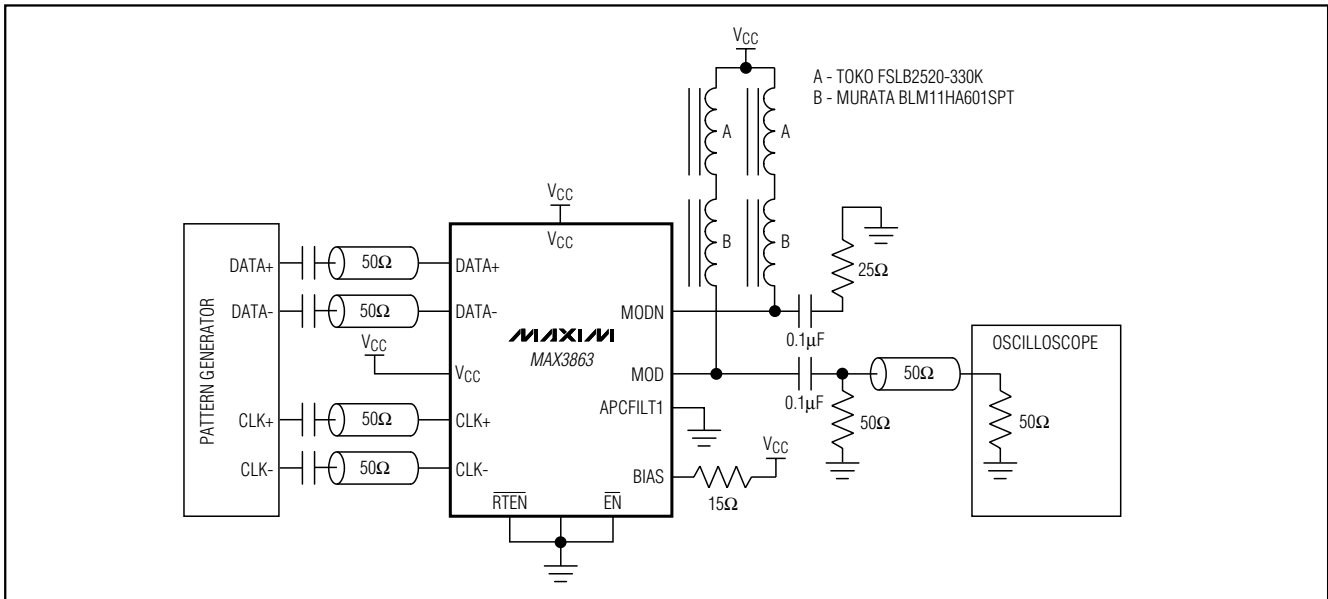 VCC
A - TOKO FSLB2520-330K
B - MURATA BLM11HA601SPT
A
A
B
B
VCC
VCC
PATTERN GENERATOR
DATA+
50Ω
DATA+
DATA-
50Ω
DATA-
VCC
VCC
CLK+
50Ω
CLK+
CLK-
50Ω
CLK-
MAXIM
MAX3863
RTEN
EN
MODN
MOD
APCFILT1
BIAS
0.1µF
25Ω
0.1µF
50Ω
50Ω
15Ω
VCC
OSCILLOSCOPE
50Ω